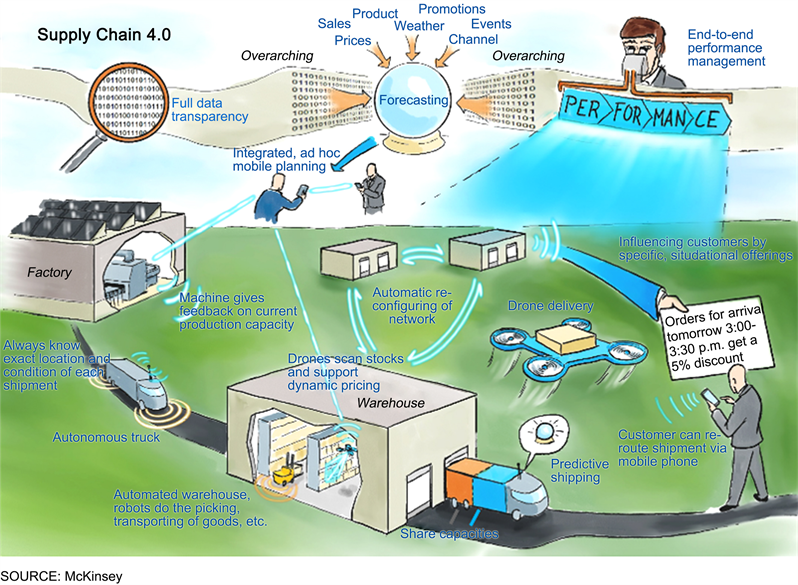 Supply Chain 4.0
Sales
Product
Promotions
Prices
Weather
Events
Channel
Overarching
Overarching
End-to-end
performance
management
Full data
transparency
Forecasting
PER FOR MAN CE
Integrated, ad hoc
mobile planning
Factory
Machine gives
feedback on current
production capacity
Automatic re-
configuring of
network
Influencing customers by
specific, situdational offerings
Drone delivery
Orders for arriva
tomorrow 3:00-
3:30 p.m. get a
5% discount
Always know
exact location and
condition of each
shipment
Drones scan stocks
and support
dynamic pricing
Warehouse
Autonomous truck
Customer can re-
route shipment via
mobile phone
Predictive
shipping
Automated warehouse,
robots do the picking,
transporting of goods, etc.
Share capacities
SOURCE: McKinsey